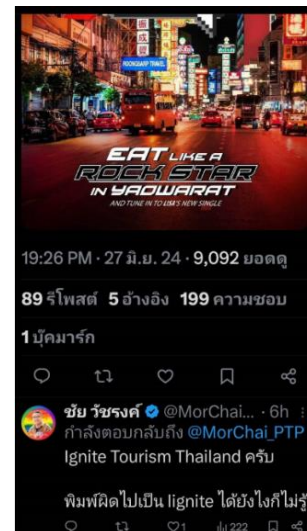 POONSUAP TRAVEL
EAT LIKE A
ROCK STAR
IN YAOWARAT
AND TUNE IN TO LISA'S NEW SINGLE
19:26 PM · 27 มิ.ย. 24 · 9,092 ยอดดู
89 รีโพสต์ 5 อ้างอิง 199 ความชอบ
1 บุ๊คมาร์ก
ชัย วัชรงค์ @MorChai... · 6h
กำลังตอบกลับถึง @MorChai_PTP
Ignite Tourism Thailand ครับ
พิมพ์ผิดไปเป็น lignite ได้ยังไงก็ไม่รู้
1 222